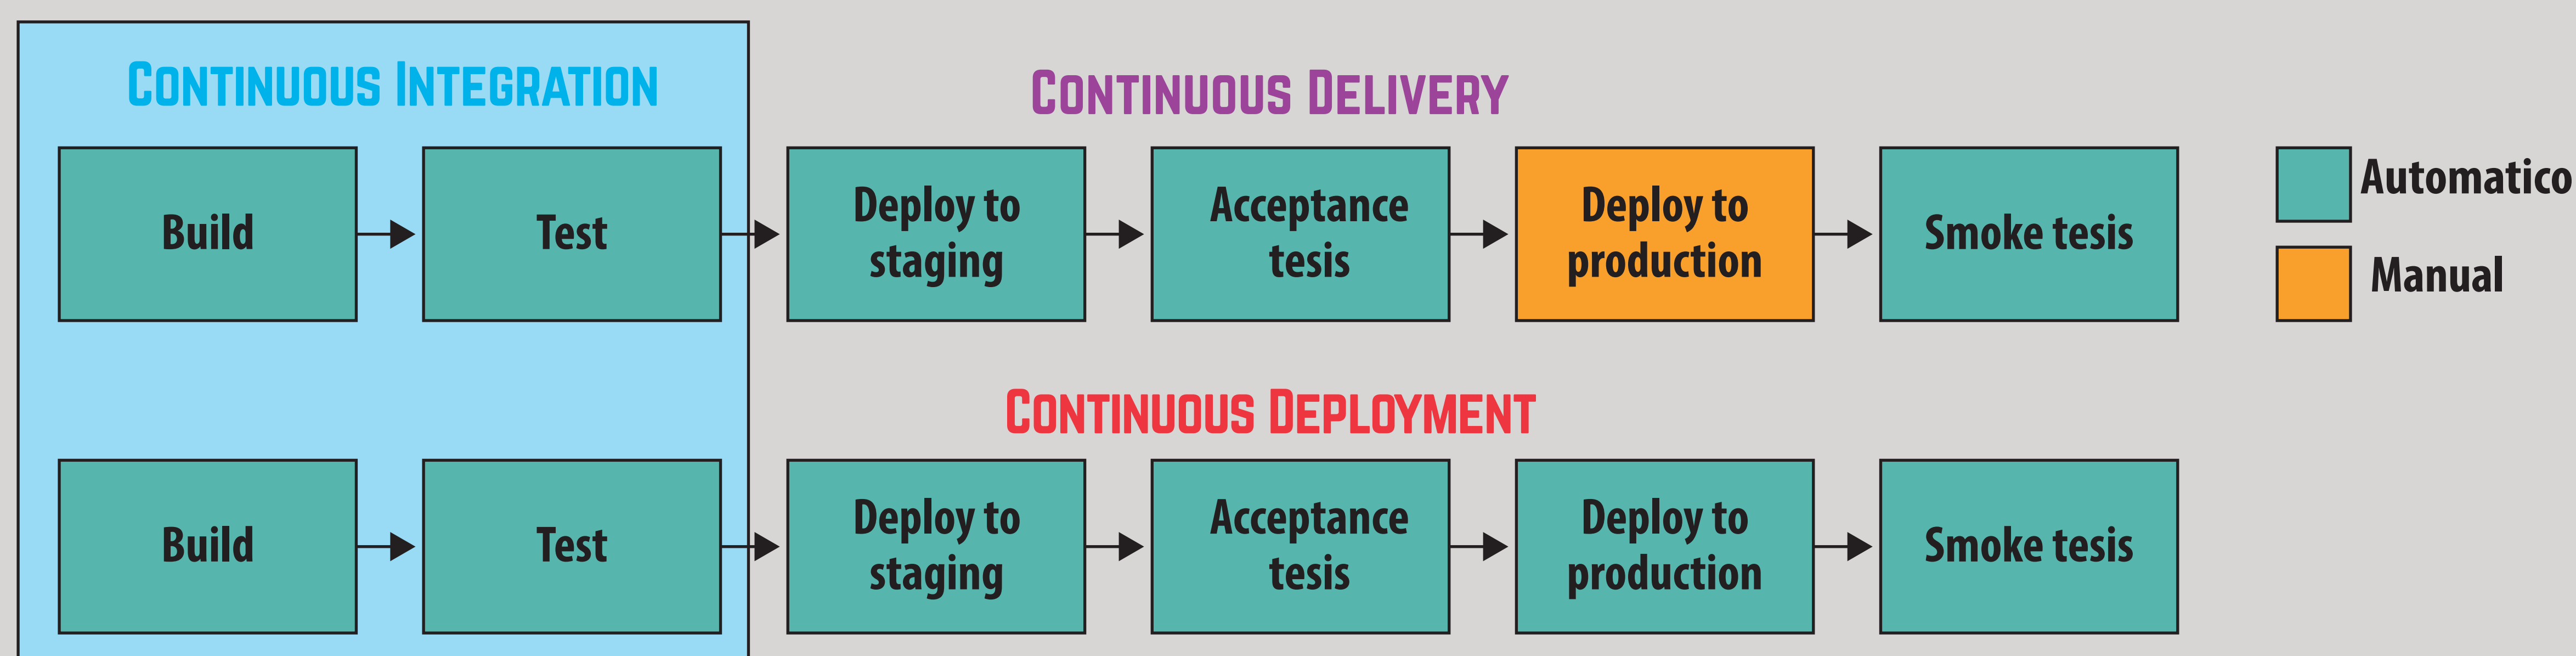 CONTINUOUS INTEGRATION
CONTINUOUS DELIVERY
Build
Test
Deploy to
staging
Acceptance
tesis
Deploy to
production
Smoke tesis
Automatico
Manual
CONTINUOUS DEPLOYMENT
Build
Test
Deploy to
staging
Acceptance
tesis
Deploy to
production
Smoke tesis